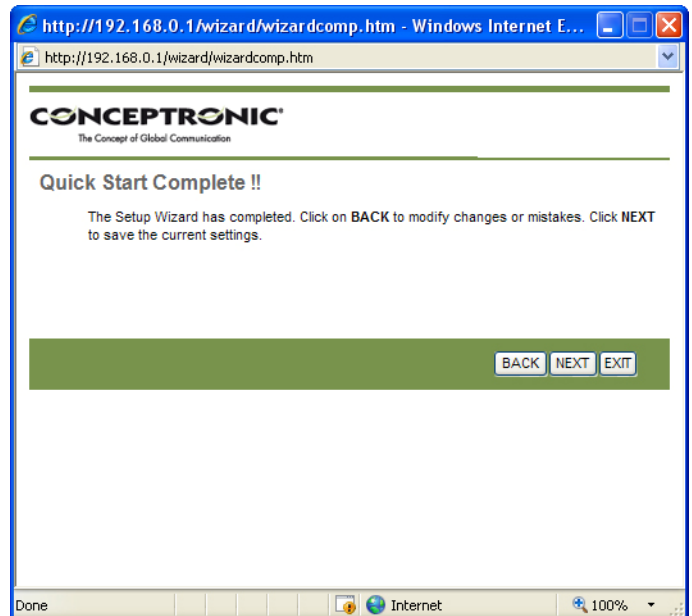 http://192.168.0.1/wizard/wizardcomp.htm - Windows Internet E...
http://192.168.0.1/wizard/wizardcomp.htm
CONCEPTRONIC®
The Concept of Global Communication
Quick Start Complete !!
The Setup Wizard has completed. Click on BACK to modify changes or mistakes. Click NEXT
to save the current settings.
BACK NEXT EXIT
Done Internet 100%